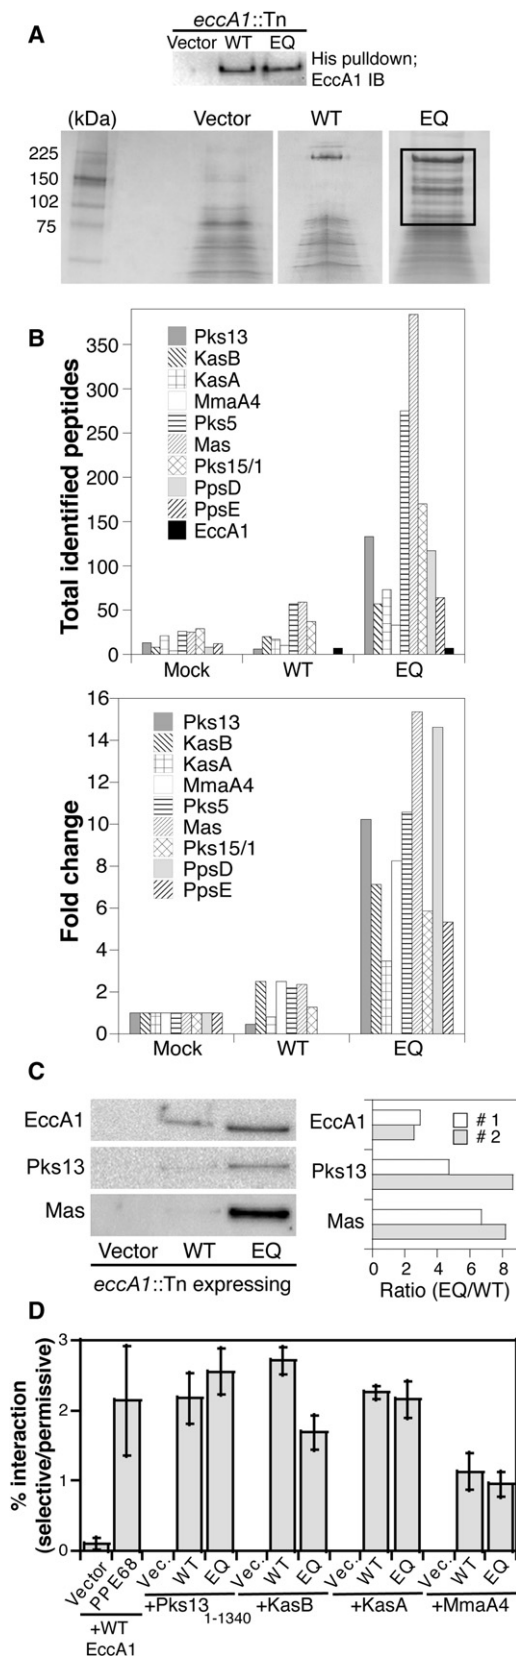 A
eccA1::Tn
Vector WT EQ
His pulldown;
EccA1 IB
(kDa) Vector WT EQ
225
150
102
75
B
Total identified peptides
350
300
250
200
150
100
50
0
Pks13
KasB
KasA
MmaA4
Pks5
Mas
Pks15/1
PpsD
PpsE
EccA1
Mock WT EQ
Fold change
16
14
12
10
8
6
4
2
0
Pks13
KasB
KasA
MmaA4
Pks5
Mas
Pks15/1
PpsD
PpsE
Mock WT EQ
C
EccA1
Pks13
Mas
Vector WT EQ
eccA1::Tn expressing
EccA1
Pks13
Mas
# 1
# 2
0 2 4 6 8
Ratio (EQ/WT)
D
% interaction
(selective/permissive)
3
2
1
0
Vector PPE68 Vec. WT EQ Vec. WT EQ Vec. WT EQ Vec. WT EQ
+WT
EccA1
+Pks13 1-1340
+KasB
+KasA
+MmaA4